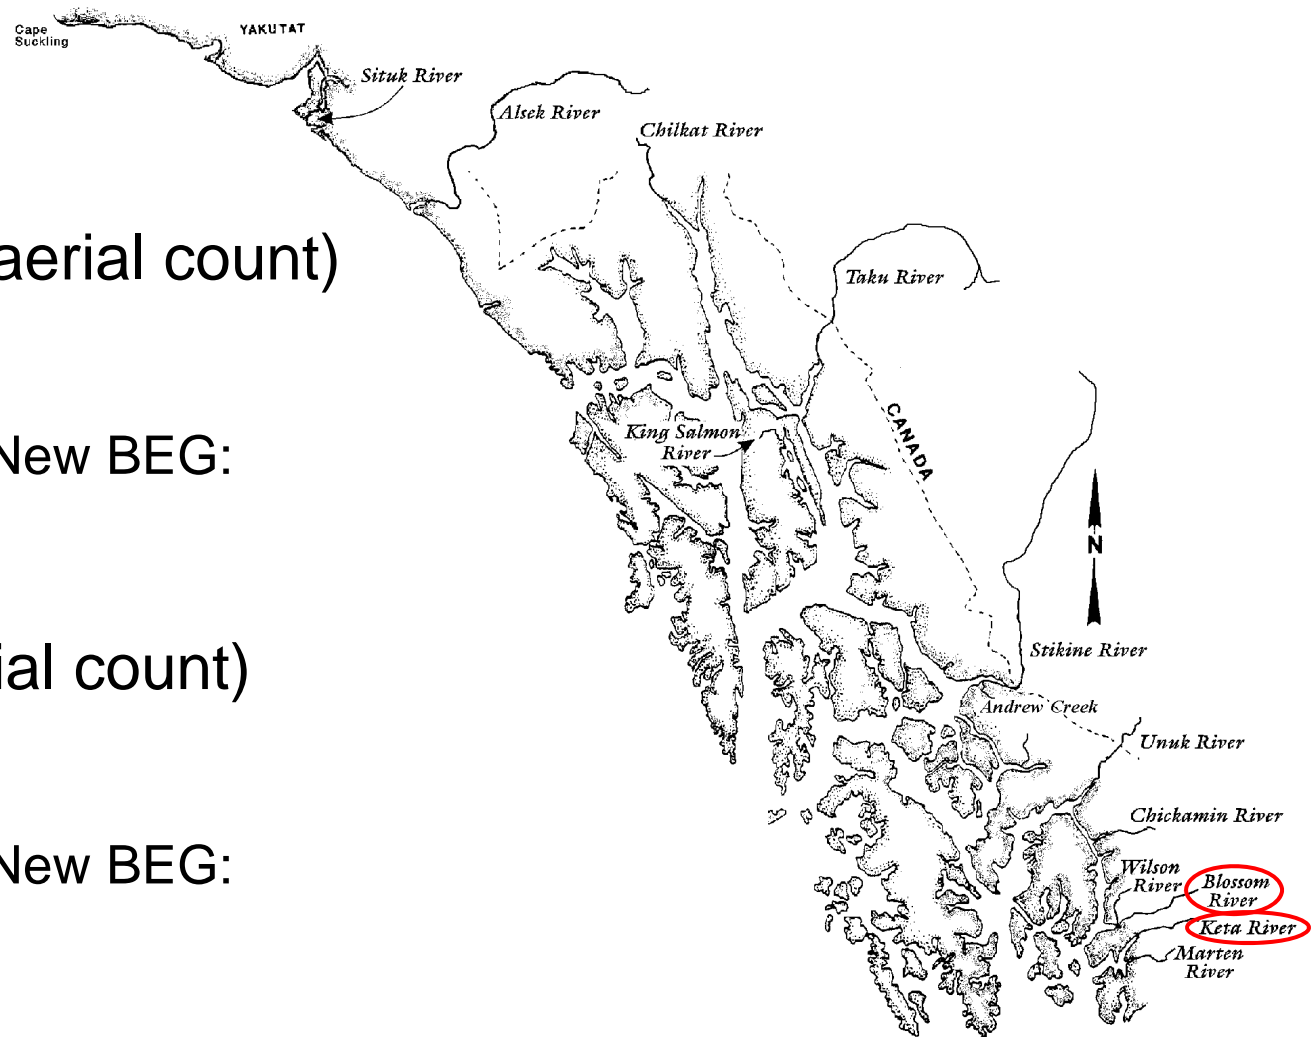 Cape
Suckling
YAKUTAT
Situk River
Alsek River
Chilkat River
aerial count)
Taku River
New BEG:
King Salmon
River
CANADA
N
ial count)
Stikine River
Andrew Creek
Unuk River
Chickamin River
New BEG:
Wilson
River
Blossom
River
Keta River
Marten
River